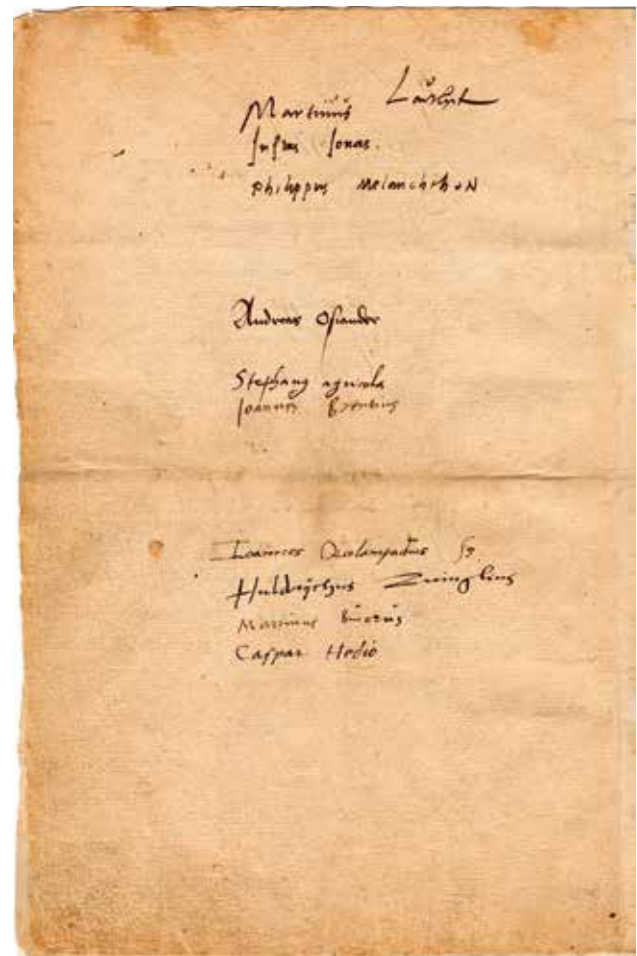 Martinus Luther
Justus Jonas.
Philippus MelanchthoN
Andreas Osiander
Stephanus agricola
Joannes Brentius
Ioannes Oecolampadius
Huldrychus Zuinglius
Martinus Bucerus
Caspar Hedio